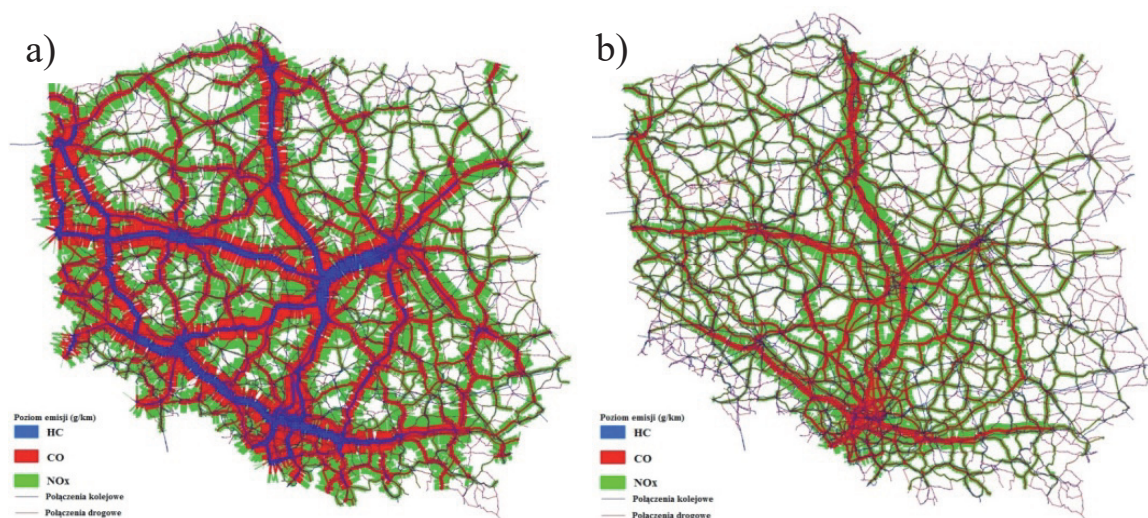 a)
b)
Poziom emisji (g/km)
HC
CO
NOx
Połączenia kolejowe
Połączenia drogowe
Poziom emisji (g/km)
HC
CO
NOx
Połączenia kolejowe
Połączenia drogowe